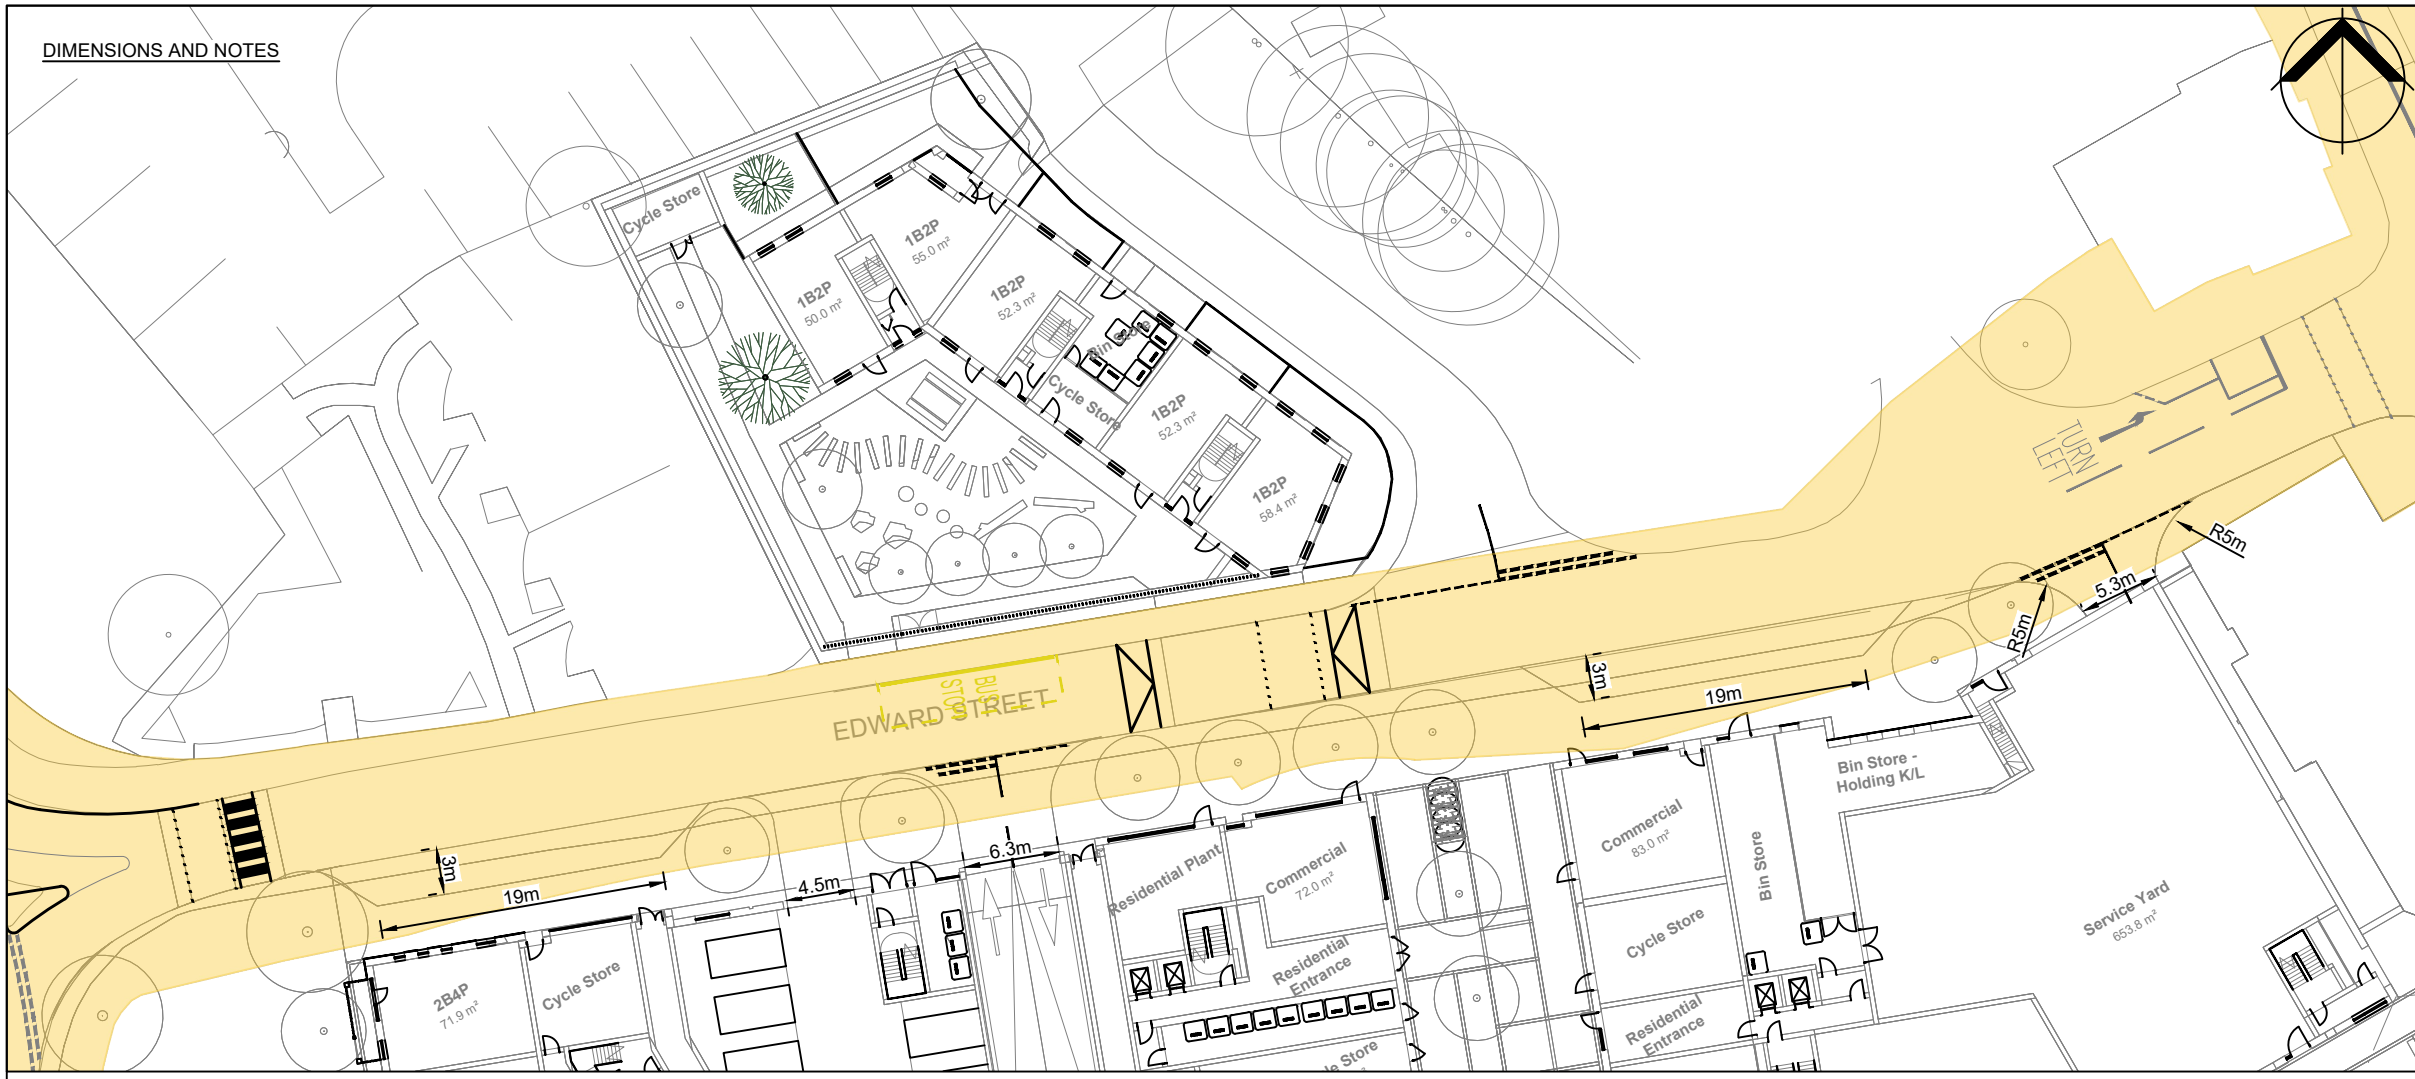 DIMENSIONS AND NOTES
Cycle Store
1B2P
55.0 m²
1B2P
50.0 m²
1B2P
52.3 m²
Bin Store
Cycle Store
1B2P
52.3 m²
1B2P
58.4 m²
TURN
LEFT
R5m
5.3m
R5m
3m
19m
BUS
STOP
EDWARD STREET
3m
19m
4.5m
6.3m
2B4P
71.9 m²
Cycle Store
Residential Plant
Commercial
72.0 m²
Residential
Entrance
cle Store
Commercial
83.0 m²
Cycle Store
Bin Store
Residential
Entrance
Bin Store -
Holding K/L
Service Yard
653.8 m²